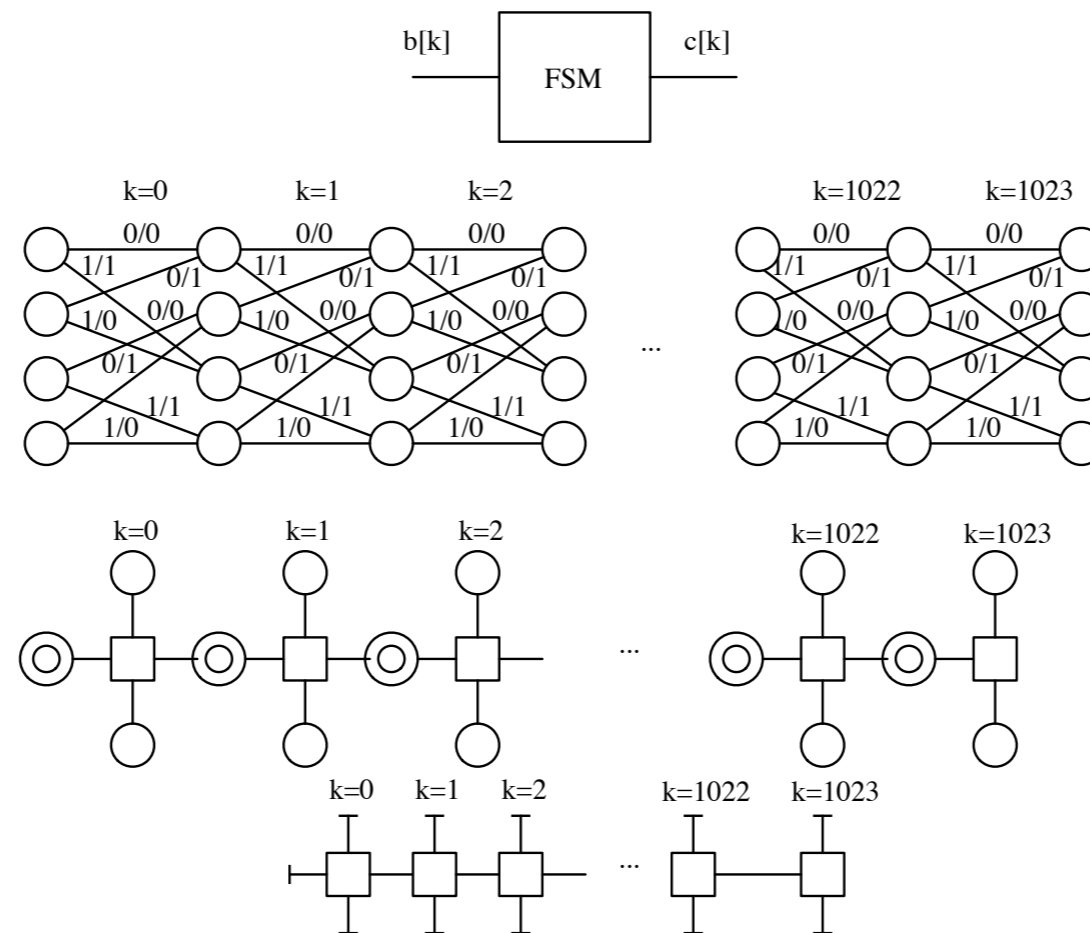 b[k] c[k]
FSM
k=0 k=1 k=2 k=1022 k=1023
0/0 0/0 0/0 0/0 0/0
1/1 0/1 1/1 0/1 1/1 0/1 1/1 0/1 1/1 0/1
1/0 0/0 1/0 0/0 1/0 0/0 /0 0/0 1/0 0/0
...
0/1 0/1 0/1 0/1 0/1
1/1 1/1 1/1 1/1 1/1
1/0 1/0 1/0 1/0 1/0
k=0 k=1 k=2 k=1022 k=1023
...
k=0 k=1 k=2 k=1022 k=1023
...